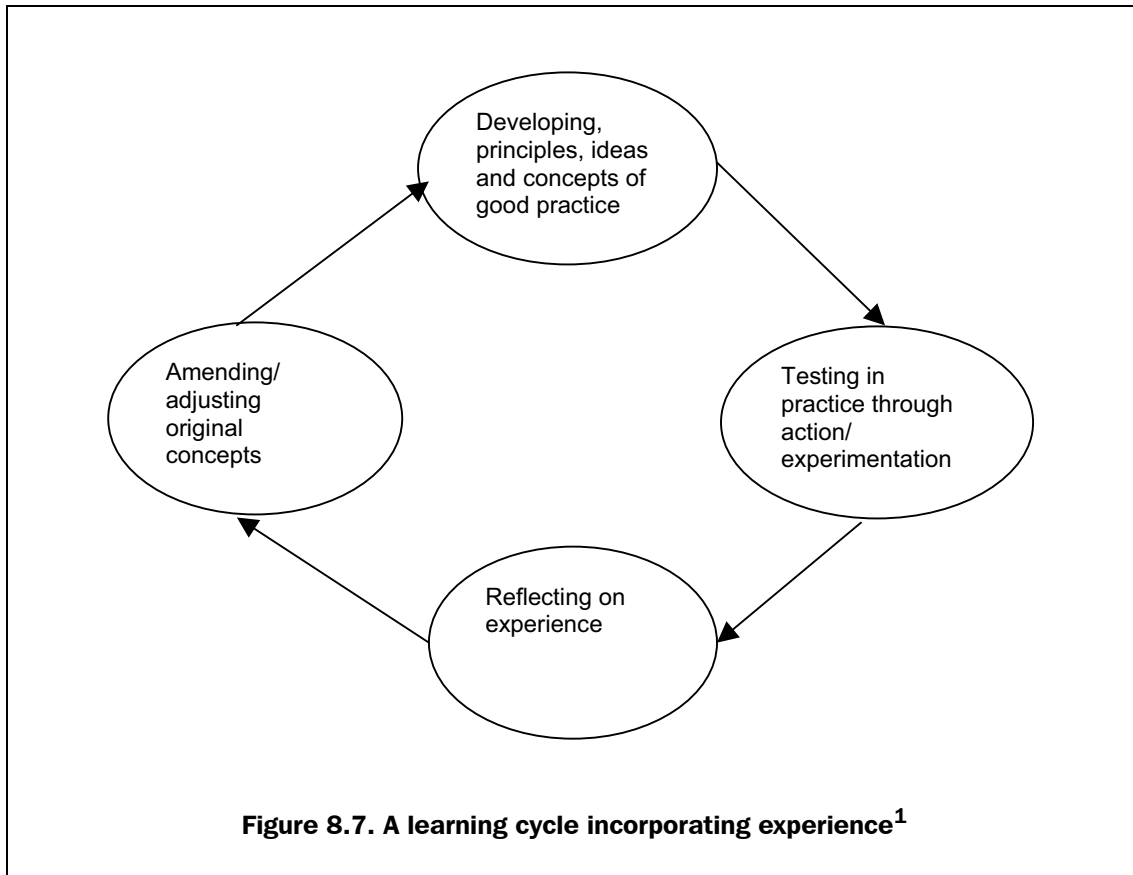 Developing,
principles, ideas
and concepts of
good practice
Amending/
adjusting
original
concepts
Testing in
practice through
action/
experimentation
Reflecting on
experience
Figure 8.7. A learning cycle incorporating experience1